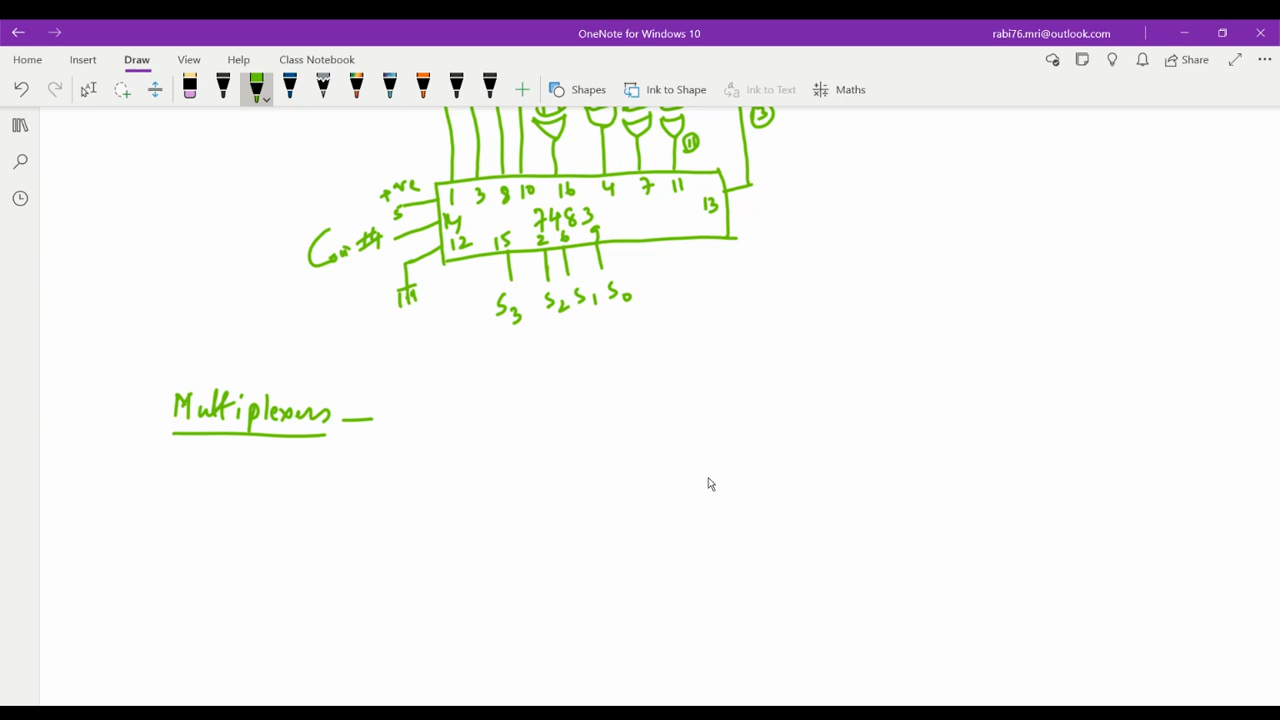 OneNote for Windows 10
rabi76.mri@outlook.com
Home Insert Draw View Help Class Notebook
Share
Shapes Ink to Shape Ink to Text Maths
11 13
+ve
5
1 3 8 10 16 4 7 11
13
14 7483
12 15 2 6 9
S3 S2 S1 S0
Multiplexers —